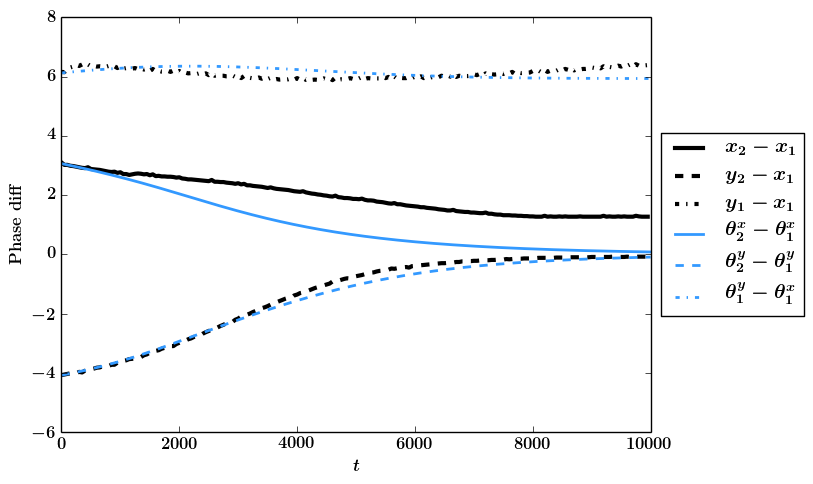 8
6
4
2
0
−2
−4
−6
Phase diff
0 2000 4000 6000 8000 10000
t
x₂ − x₁
y₂ − x₁
y₁ − x₁
θ₂ˣ − θ₁ˣ
θ₂ʸ − θ₁ʸ
θ₁ʸ − θ₁ˣ